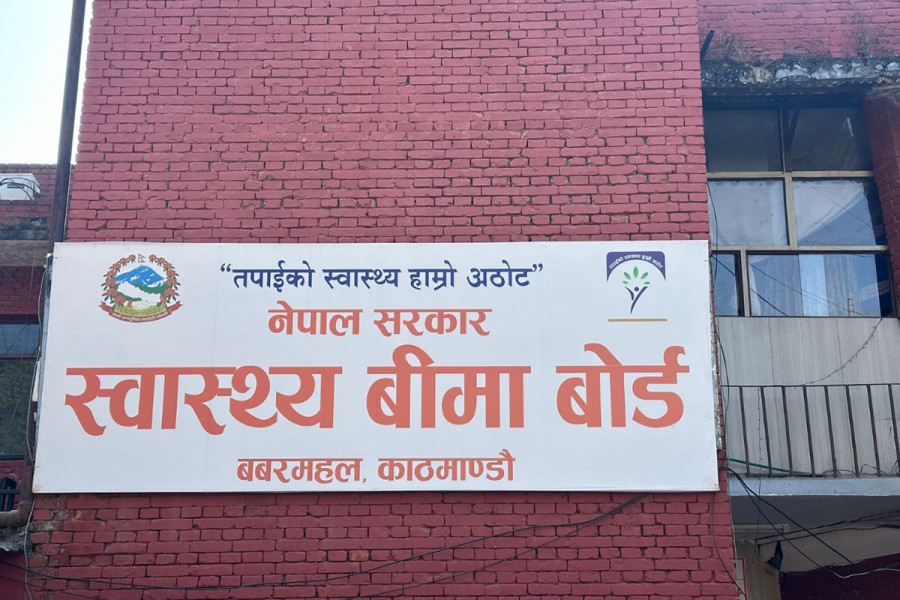 “तपाईको स्वास्थ्य हाम्रो अठोट”
नेपाल सरकार
स्वास्थ्य बीमा बोर्ड
बबरमहल, काठमाण्डौ